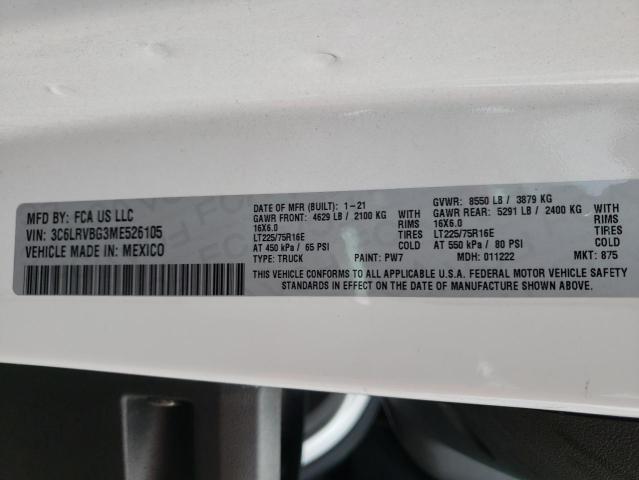 MFD BY: FCA US LLC
VIN: 3C6LRVBG3ME526105
VEHICLE MADE IN: MEXICO
DATE OF MFR (BUILT): 1-21
GAWR FRONT: 4629 LB / 2100 KG WITH
16X6.0 RIMS
LT225/75R16E TIRES
AT 450 kPa / 65 PSI COLD
TYPE: TRUCK PAINT: PW7
GVWR: 8550 LB / 3879 KG
GAWR REAR: 5291 LB / 2400 KG WITH
16X6.0 RIMS
LT225/75R16E TIRES
AT 550 kPa / 80 PSI COLD
MDH: 011222 MKT: 875
THIS VEHICLE CONFORMS TO ALL APPLICABLE U.S.A. FEDERAL MOTOR VEHICLE SAFETY
STANDARDS IN EFFECT ON THE DATE OF MANUFACTURE SHOWN ABOVE.